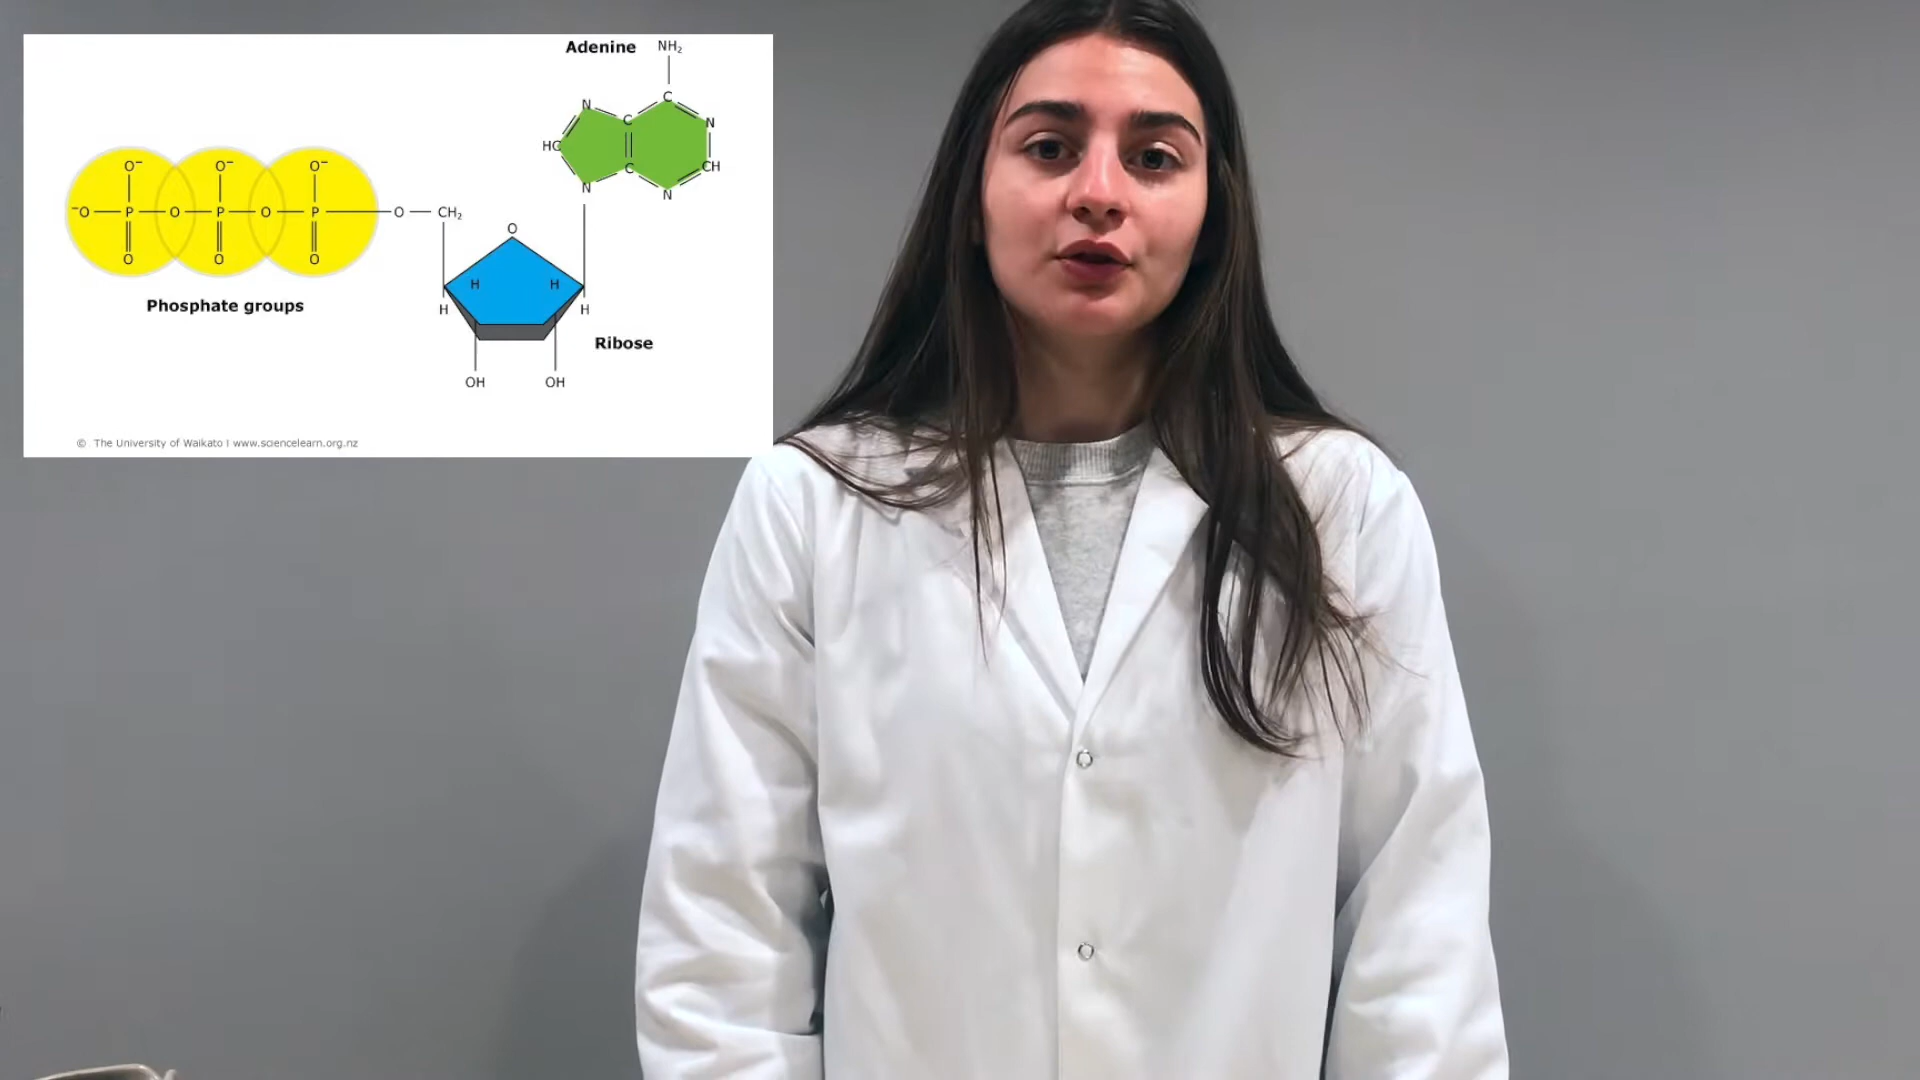 Adenine NH₂
N C N
C
HC C CH
N N
O⁻ O⁻ O⁻
⁻O P O P O P O CH₂
O O O
O
H H
H H
Phosphate groups
Ribose
OH OH
© The University of Waikato I www.sciencelearn.org.nz